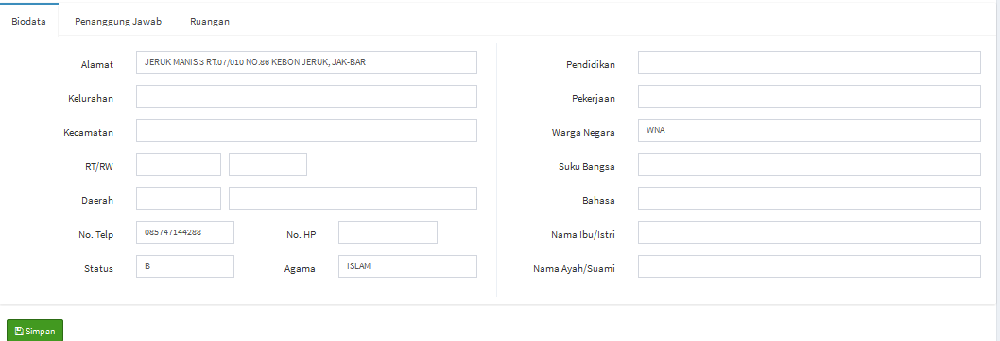 Biodata Penanggung Jawab Ruangan
Alamat JERUK MANIS 3 RT.07/010 NO.86 KEBON JERUK, JAK-BAR
Kelurahan
Kecamatan
RT/RW
Daerah
No. Telp 085747144288 No. HP
Status B Agama ISLAM
Pendidikan
Pekerjaan
Warga Negara WNA
Suku Bangsa
Bahasa
Nama Ibu/Istri
Nama Ayah/Suami
Simpan